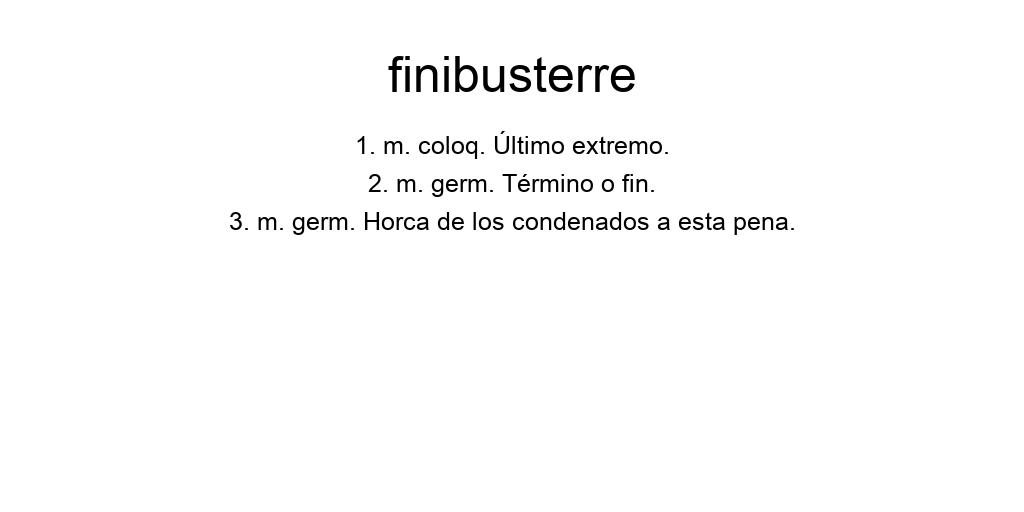 finibusterre
1. m. coloq. Último extremo.
2. m. germ. Término o fin.
3. m. germ. Horca de los condenados a esta pena.